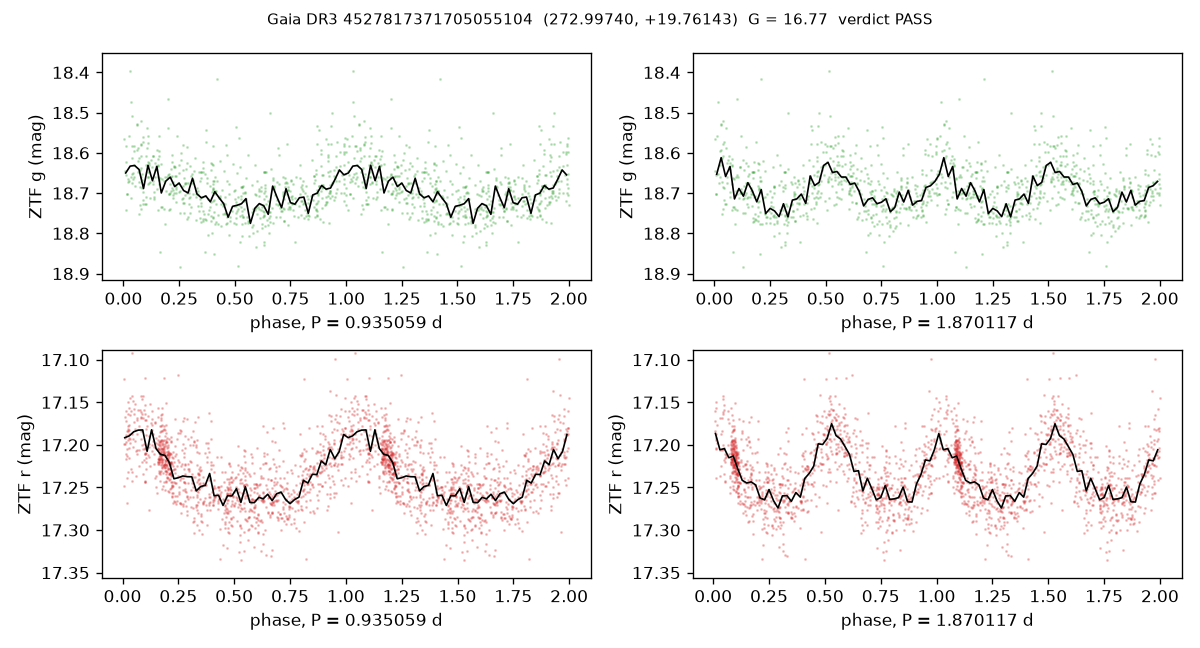 Gaia DR3 4527817371705055104  (272.99740, +19.76143)  G = 16.77  verdict PASS
ZTF g (mag)
18.4
18.5
18.6
18.7
18.8
18.9
0.00 0.25 0.50 0.75 1.00 1.25 1.50 1.75 2.00
phase, P = 0.935059 d
ZTF g (mag)
18.4
18.5
18.6
18.7
18.8
18.9
0.00 0.25 0.50 0.75 1.00 1.25 1.50 1.75 2.00
phase, P = 1.870117 d
ZTF r (mag)
17.10
17.15
17.20
17.25
17.30
17.35
0.00 0.25 0.50 0.75 1.00 1.25 1.50 1.75 2.00
phase, P = 0.935059 d
ZTF r (mag)
17.10
17.15
17.20
17.25
17.30
17.35
0.00 0.25 0.50 0.75 1.00 1.25 1.50 1.75 2.00
phase, P = 1.870117 d